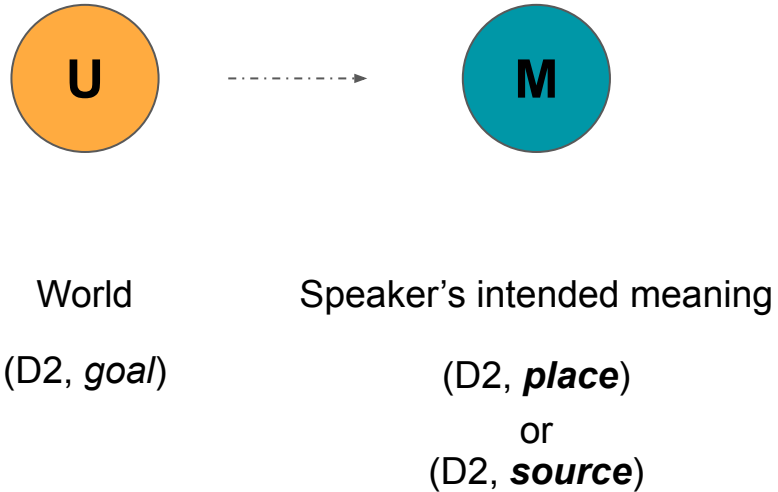 U
M
World
Speaker's intended meaning
(D2, goal)
(D2, place)
or
(D2, source)